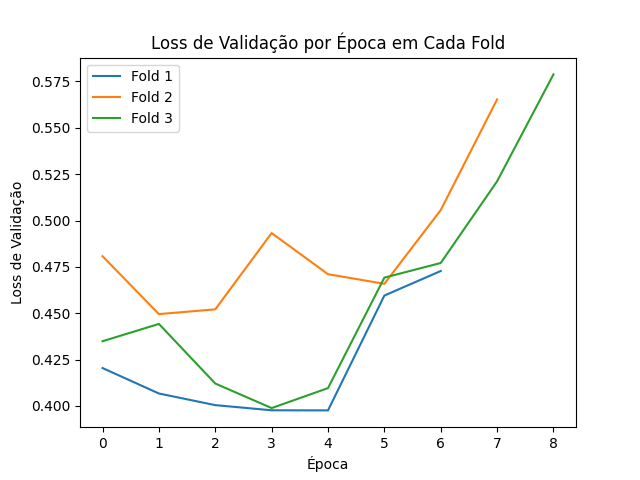 Loss de Validação por Época em Cada Fold
Fold 1
Fold 2
Fold 3
0.575
0.550
0.525
0.500
0.475
0.450
0.425
0.400
Loss de Validação
0 1 2 3 4 5 6 7 8
Época